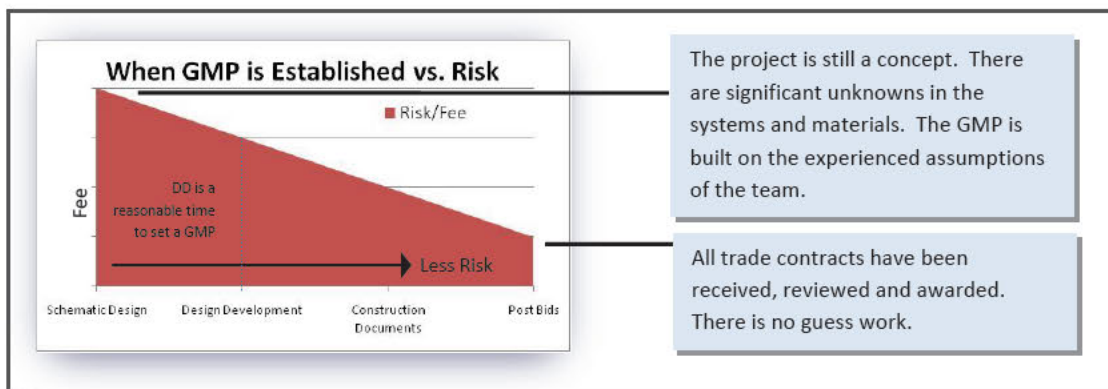 When GMP is Established vs. Risk
Risk/Fee
Fee
DD is a
reasonable time
to set a GMP
Less Risk
Schematic Design
Design Development
Construction
Documents
Post Bids
The project is still a concept. There
are significant unknowns in the
systems and materials. The GMP is
built on the experienced assumptions
of the team.
All trade contracts have been
received, reviewed and awarded.
There is no guess work.